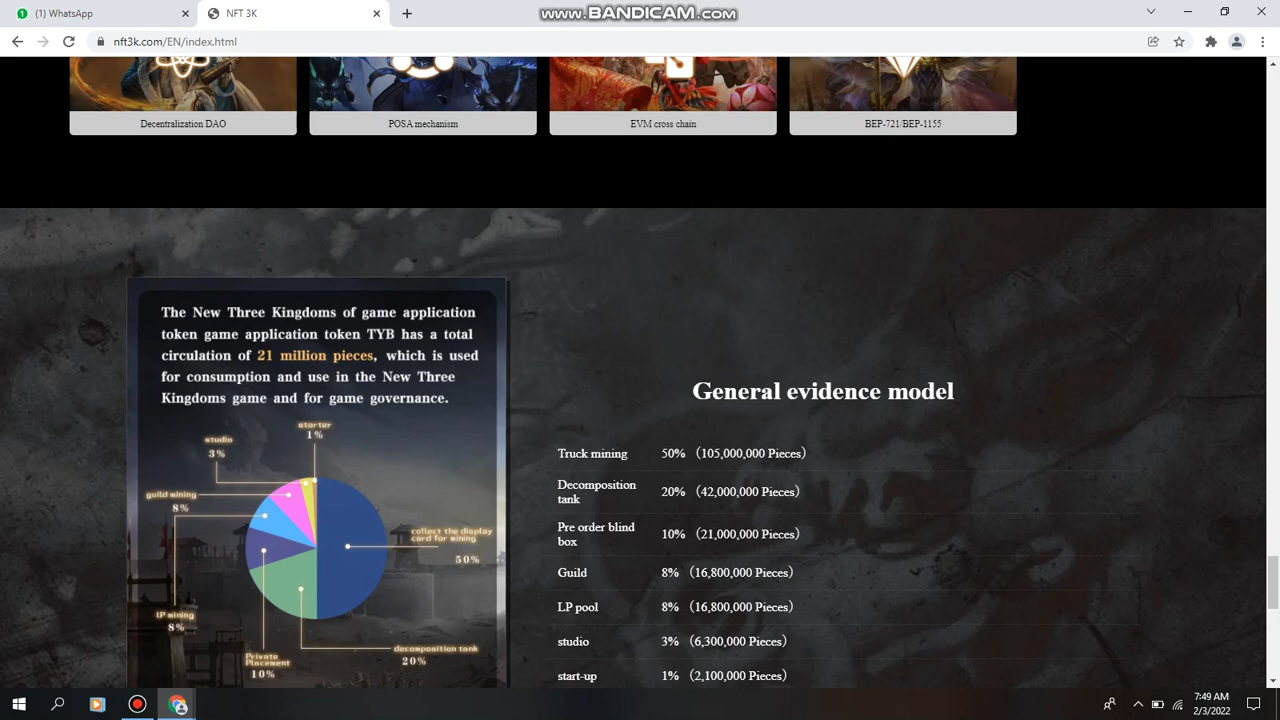 (1) WhatsApp
NFT 3K
www.BANDICAM.com
nft3k.com/EN/index.html
Decentralization DAO
POSA mechanism
EVM cross chain
BEP-721/BEP-1155
The New Three Kingdoms of game application
token game application token TYB has a total
circulation of 21 million pieces, which is used
for consumption and use in the New Three
Kingdoms game and for game governance.
starter
1%
studio
3%
guild mining
8%
collect the display
card for mining
50%
LP mining
8%
Private
Placement
10%
decomposition tank
20%
General evidence model
Truck mining 50% (105,000,000 Pieces)
Decomposition
tank 20% (42,000,000 Pieces)
Pre order blind
box 10% (21,000,000 Pieces)
Guild 8% (16,800,000 Pieces)
LP pool 8% (16,800,000 Pieces)
studio 3% (6,300,000 Pieces)
start-up 1% (2,100,000 Pieces)
7:49 AM
2/3/2022